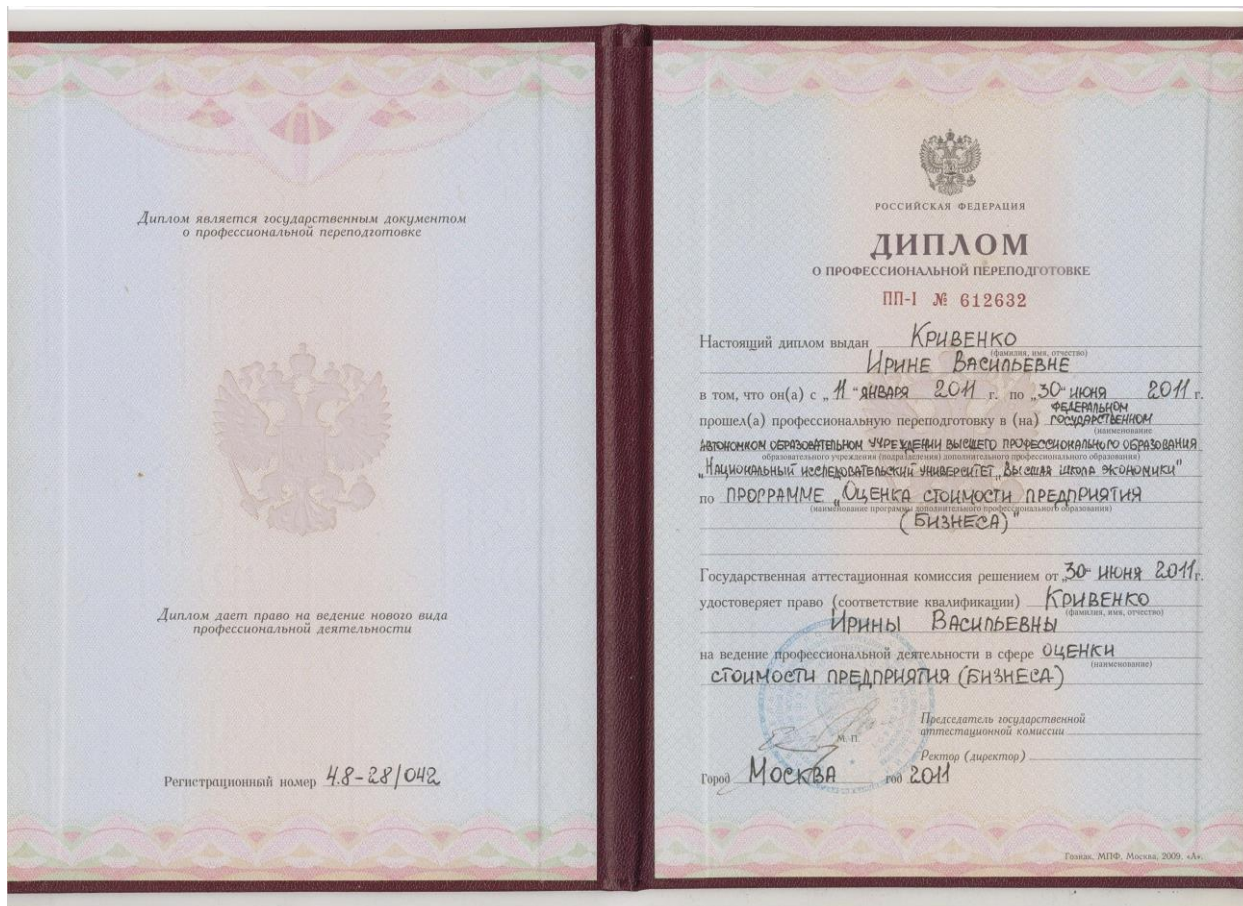 Диплом является государственным документом
о профессиональной переподготовке
Диплом дает право на ведение нового вида
профессиональной деятельности
Регистрационный номер 4.8-28/042
РОССИЙСКАЯ ФЕДЕРАЦИЯ
ДИПЛОМ
О ПРОФЕССИОНАЛЬНОЙ ПЕРЕПОДГОТОВКЕ
ПП-I № 612632
Настоящий диплом выдан КРИВЕНКО
(фамилия, имя, отчество)
ИРИНЕ ВАСИЛЬЕВНЕ
в том, что он(а) с „11" ЯНВАРЯ 2011 г. по „30" ИЮНЯ 2011 г.
прошел(а) профессиональную переподготовку в (на) ФЕДЕРАЛЬНОМ ГОСУДАРСТВЕННОМ
(наименование
АВТОНОМНОМ ОБРАЗОВАТЕЛЬНОМ УЧРЕЖДЕНИИ ВЫСШЕГО ПРОФЕССИОНАЛЬНОГО ОБРАЗОВАНИЯ
образовательного учреждения (подразделения) дополнительного профессионального образования)
„НАЦИОНАЛЬНЫЙ ИССЛЕДОВАТЕЛЬСКИЙ УНИВЕРСИТЕТ „ВЫСШАЯ ШКОЛА ЭКОНОМИКИ"
по ПРОГРАММЕ „ОЦЕНКА СТОИМОСТИ ПРЕДПРИЯТИЯ
(наименование программы дополнительного профессионального образования)
(БИЗНЕСА)"
Государственная аттестационная комиссия решением от „30" ИЮНЯ 2011 г.
удостоверяет право (соответствие квалификации) КРИВЕНКО
(фамилия, имя, отчество)
ИРИНЫ ВАСИЛЬЕВНЫ
на ведение профессиональной деятельности в сфере ОЦЕНКИ
(наименование)
СТОИМОСТИ ПРЕДПРИЯТИЯ (БИЗНЕСА)
Председатель государственной
аттестационной комиссии
М. П.
Ректор (директор)
Город МОСКВА год 2011
Гознак, МПФ, Москва, 2009. «А».